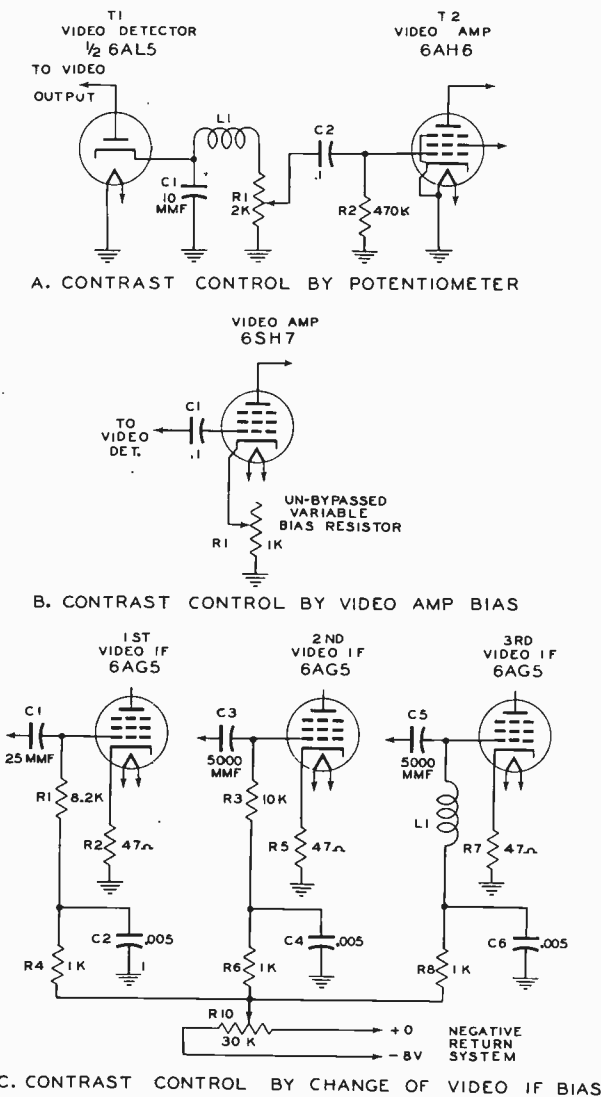 T1
VIDEO DETECTOR
½ 6AL5
TO VIDEO
OUTPUT
T2
VIDEO AMP
6AH6
L1
C1
10
MMF
R1
2K
C2
.1
R2
470K
A. CONTRAST CONTROL BY POTENTIOMETER
VIDEO AMP
6SH7
C1
.1
TO
VIDEO
DET.
UN-BYPASSED
VARIABLE
BIAS RESISTOR
R1
1K
B. CONTRAST CONTROL BY VIDEO AMP BIAS
1ST
VIDEO IF
6AG5
2ND
VIDEO IF
6AG5
3RD
VIDEO IF
6AG5
C1
25 MMF
R1
8.2K
R2
47Ω
C2
.005
1
R4
1K
C3
5000
MMF
R3
10K
R5
47Ω
C4
.005
R6
1K
C5
5000
MMF
L1
R7
47Ω
C6
.005
R8
1K
R10
30 K
+0
-8V
NEGATIVE
RETURN
SYSTEM
C. CONTRAST CONTROL BY CHANGE OF VIDEO IF BIAS